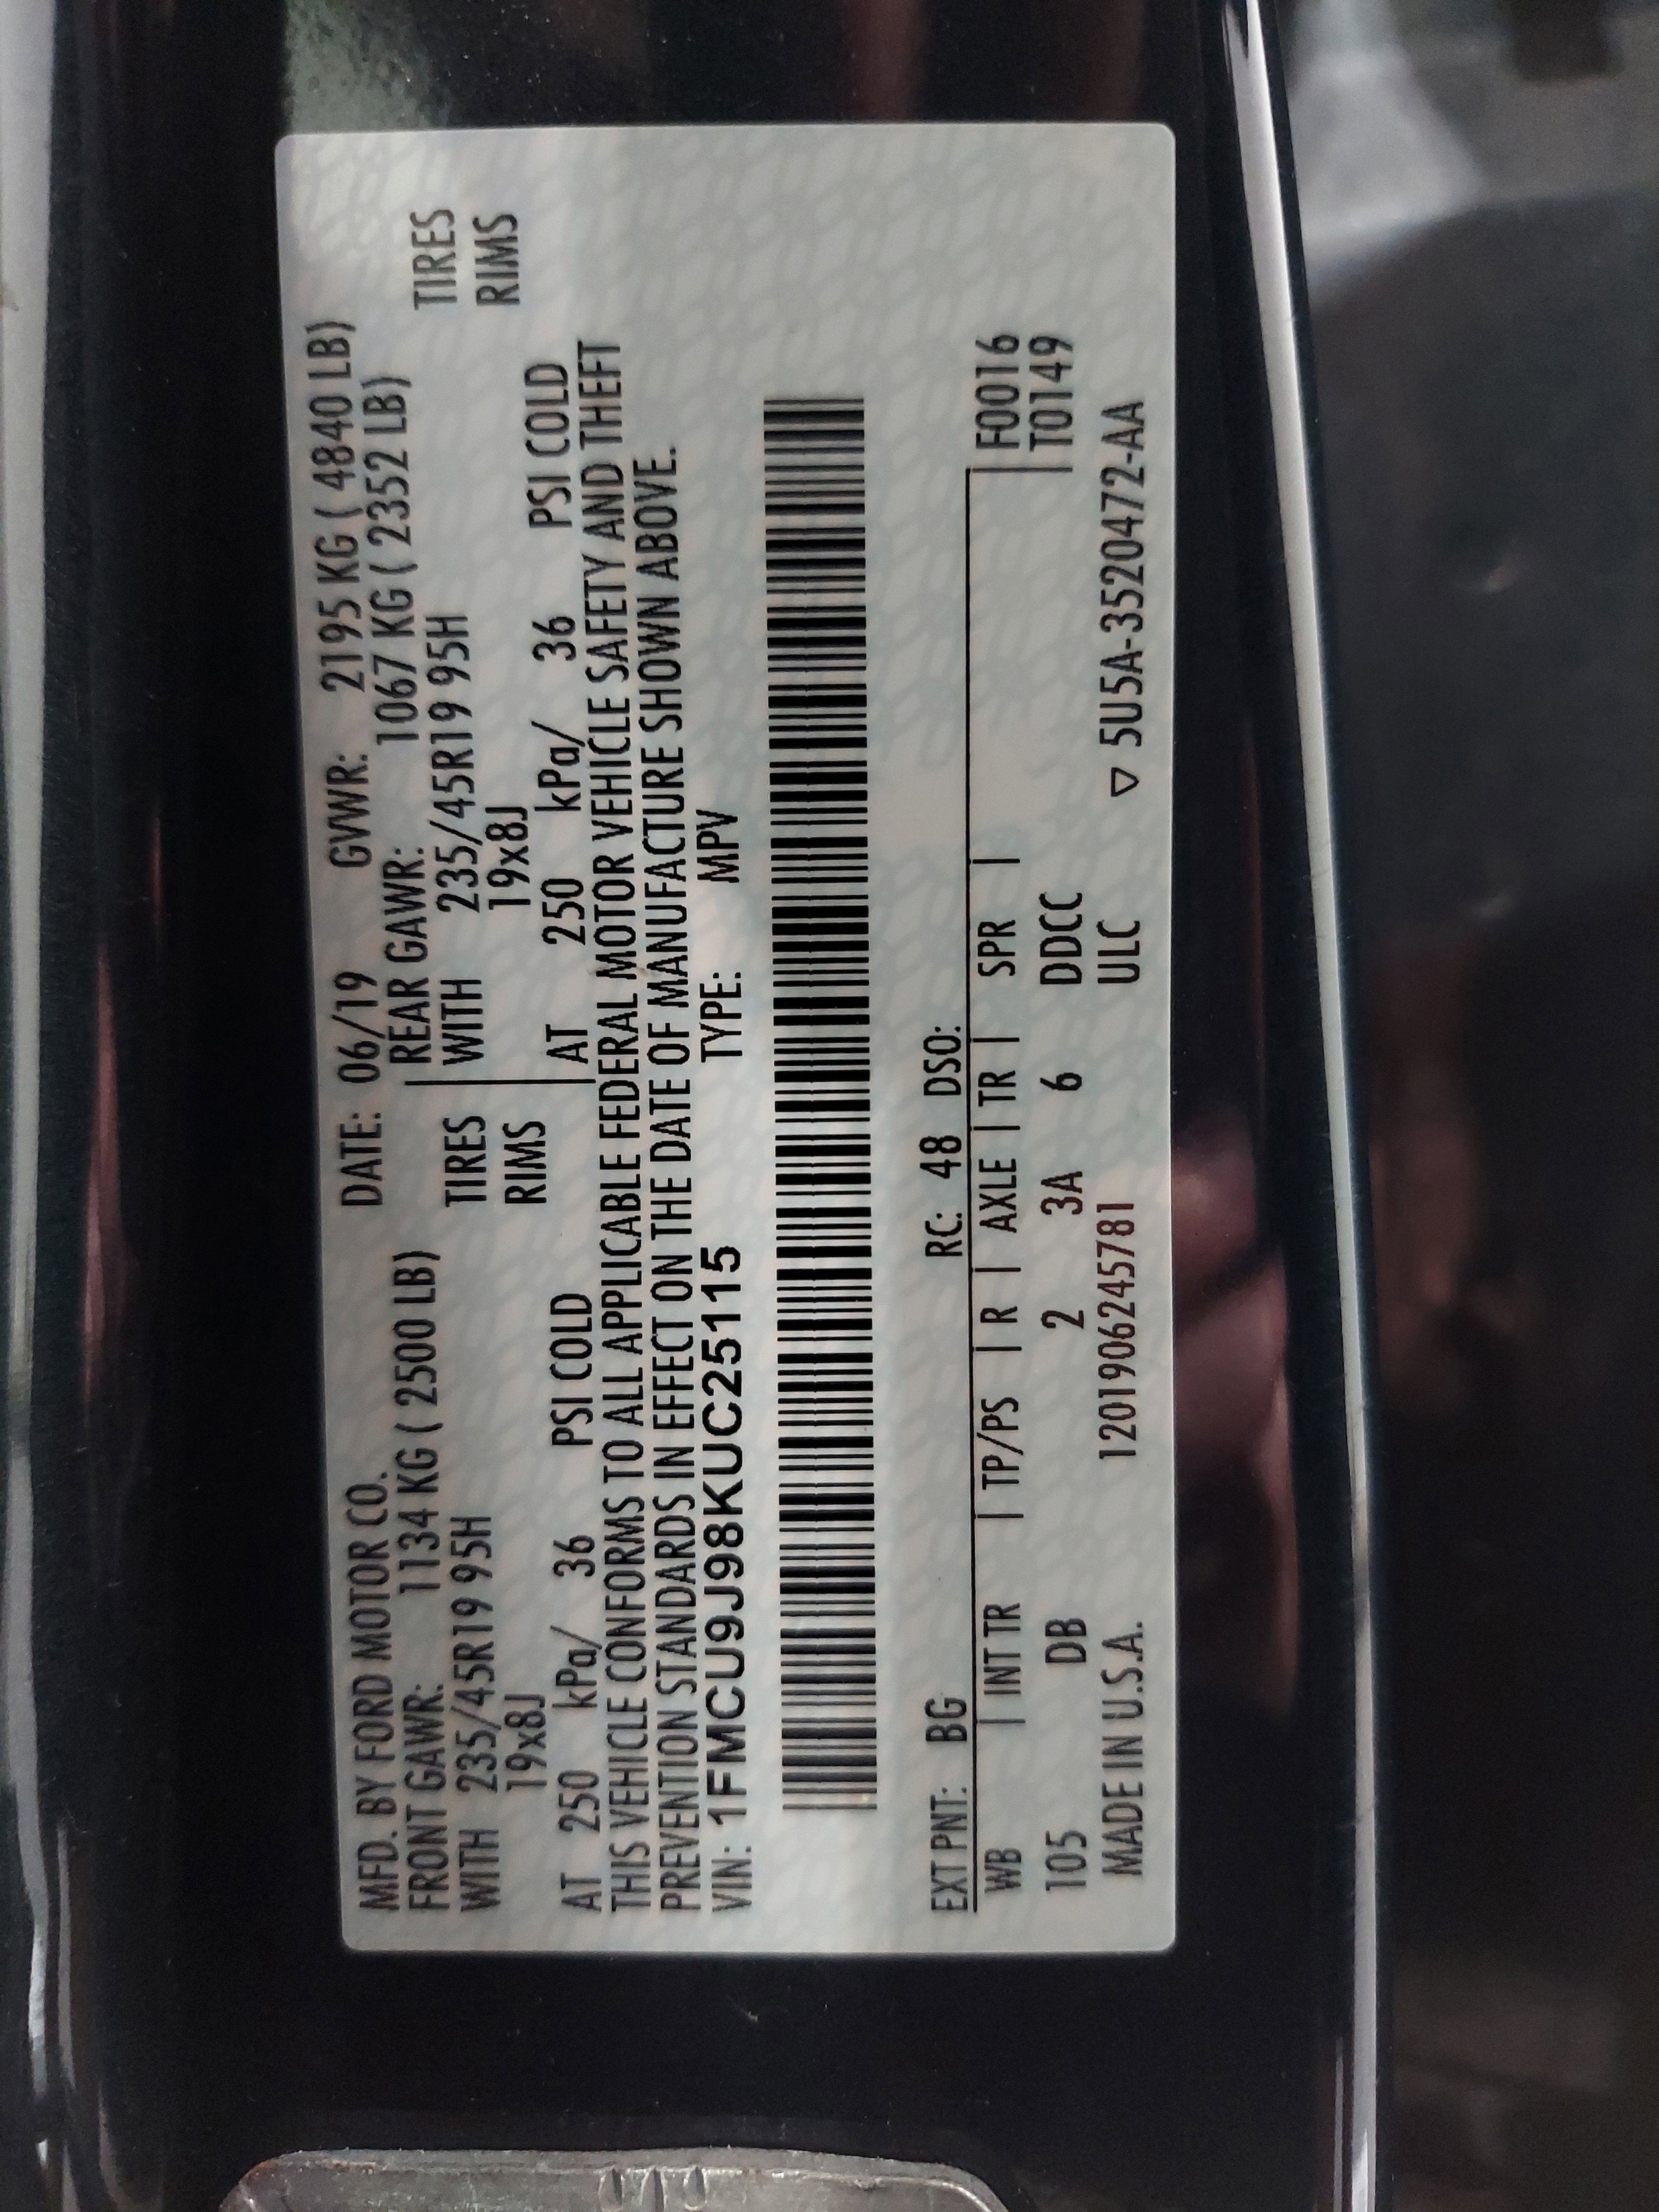 MFD. BY FORD MOTOR CO. DATE: 06/19 GVWR: 2195 KG ( 4840 LB)
FRONT GAWR: 1134 KG ( 2500 LB) REAR GAWR: 1067 KG ( 2352 LB)
WITH 235/45R19 95H TIRES WITH 235/45R19 95H TIRES
19x8J RIMS 19x8J RIMS
AT 250 kPa/ 36 PSI COLD AT 250 kPa/ 36 PSI COLD
THIS VEHICLE CONFORMS TO ALL APPLICABLE FEDERAL MOTOR VEHICLE SAFETY AND THEFT
PREVENTION STANDARDS IN EFFECT ON THE DATE OF MANUFACTURE SHOWN ABOVE.
VIN: 1FMCU9J98KUC25115 TYPE: MPV
EXT PNT: BG RC: 48 DSO:
WB | INT TR | TP/PS | R | AXLE | TR | SPR | | F0016
105 DB 2 3A 6 DDCC T0149
MADE IN U.S.A. 120190624578 1 ULC ▽ 5U5A-3520472-AA